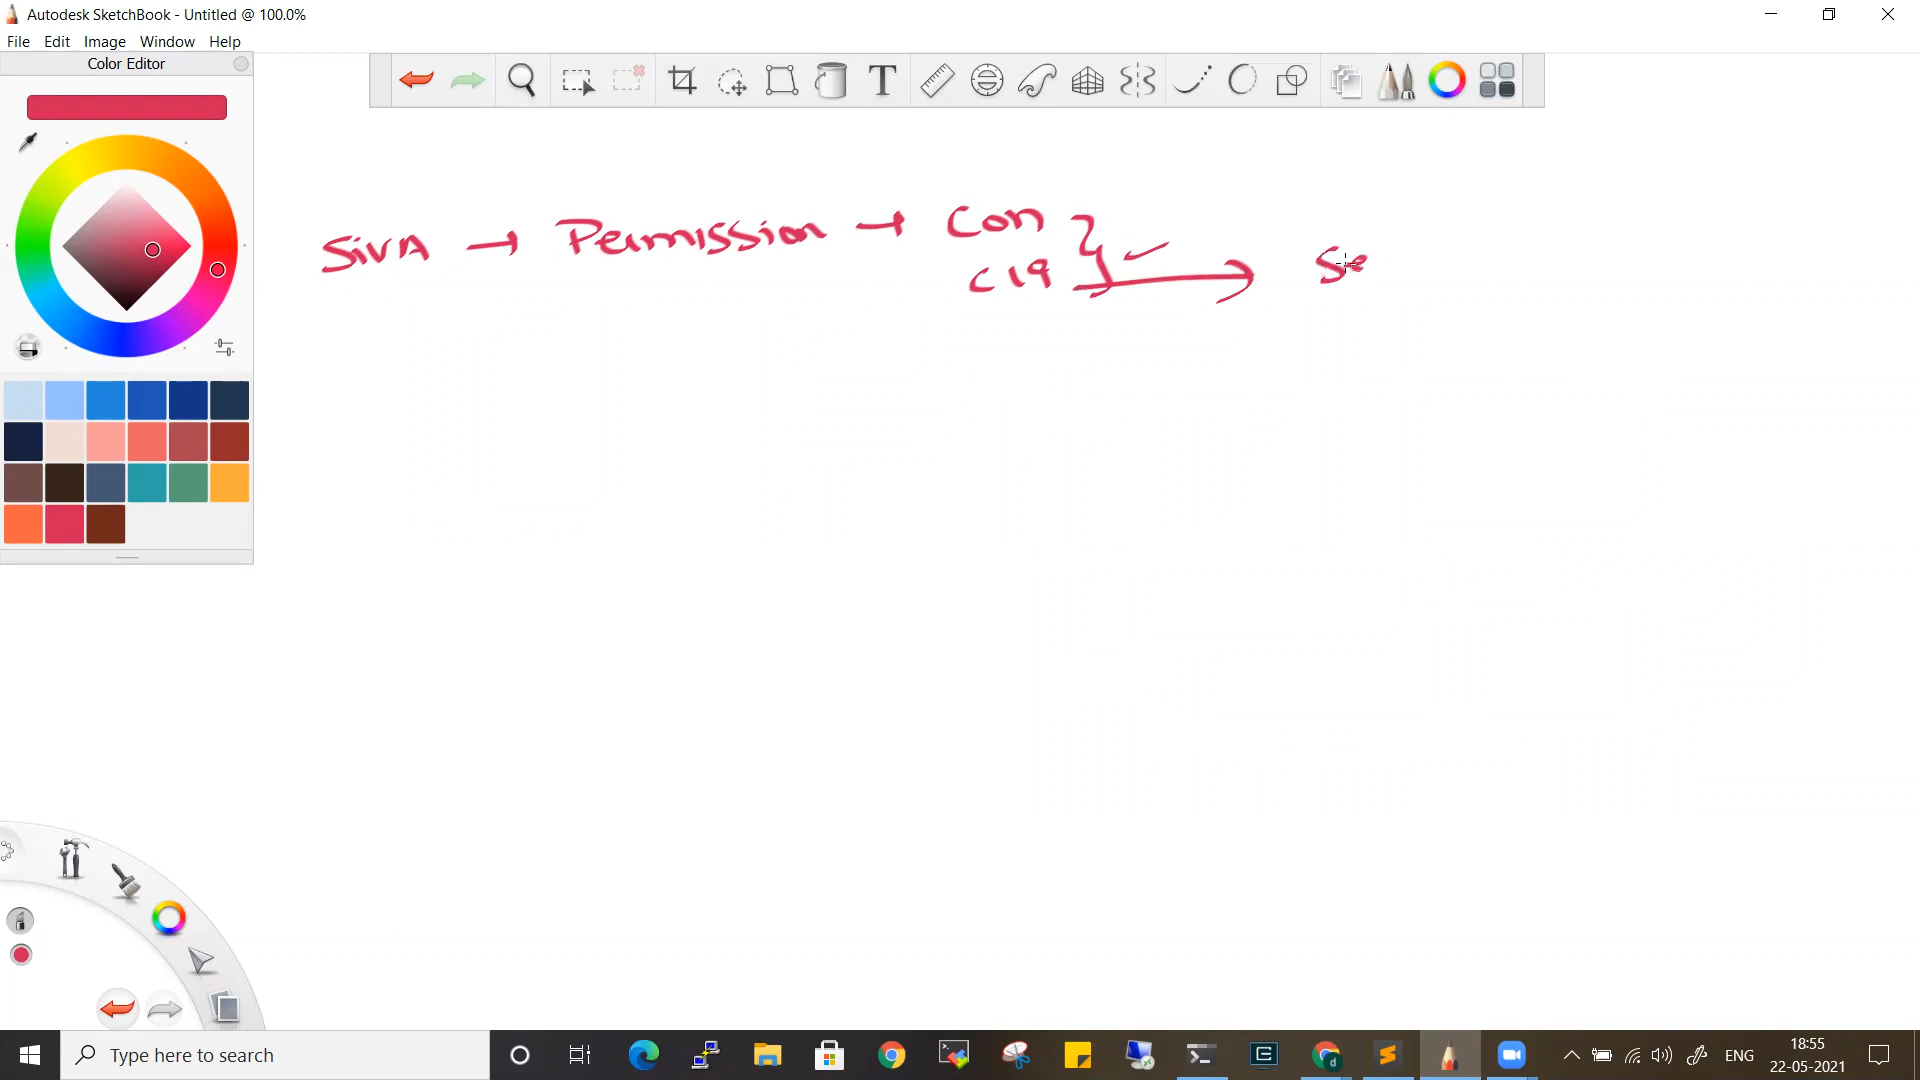 Autodesk SketchBook - Untitled @ 100.0%
File Edit Image Window Help
Color Editor
T
SivA → Permission → Con
C19
Se
Type here to search
ENG
18:55
22-05-2021